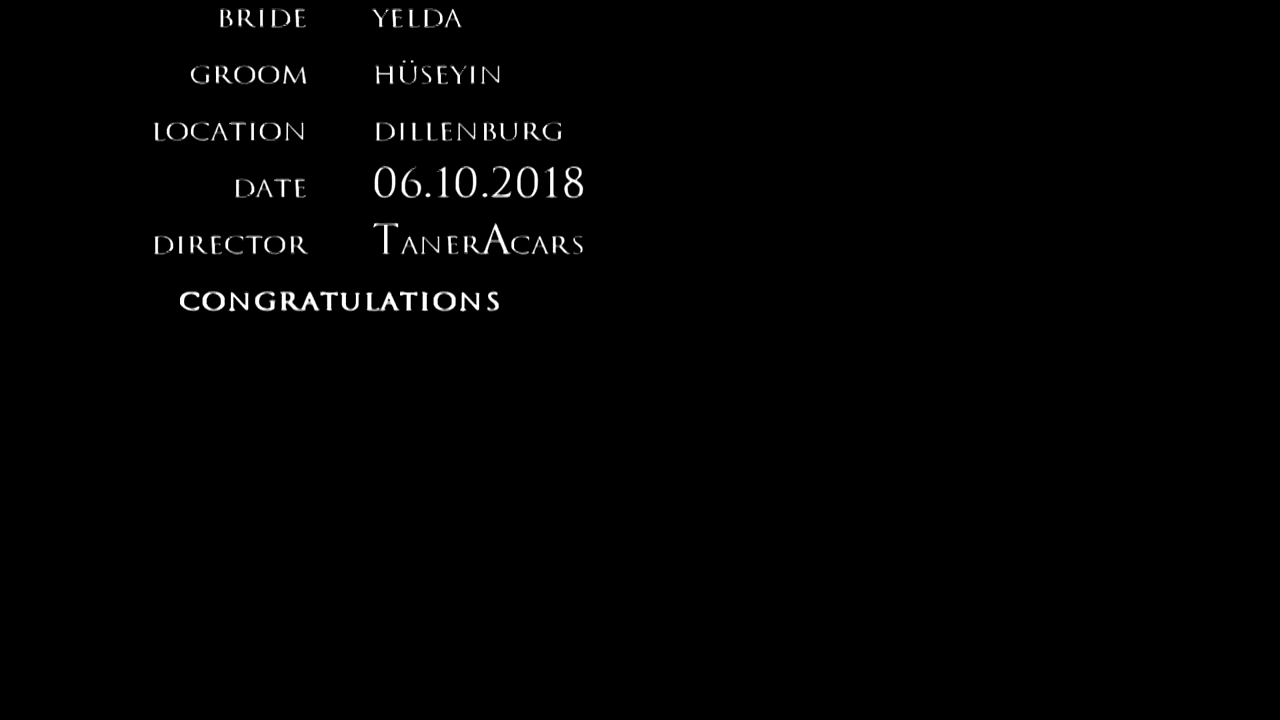 BRIDE YELDA
GROOM HÜSEYIN
LOCATION DILLENBURG
DATE 06.10.2018
DIRECTOR TANERACARS
CONGRATULATIONS